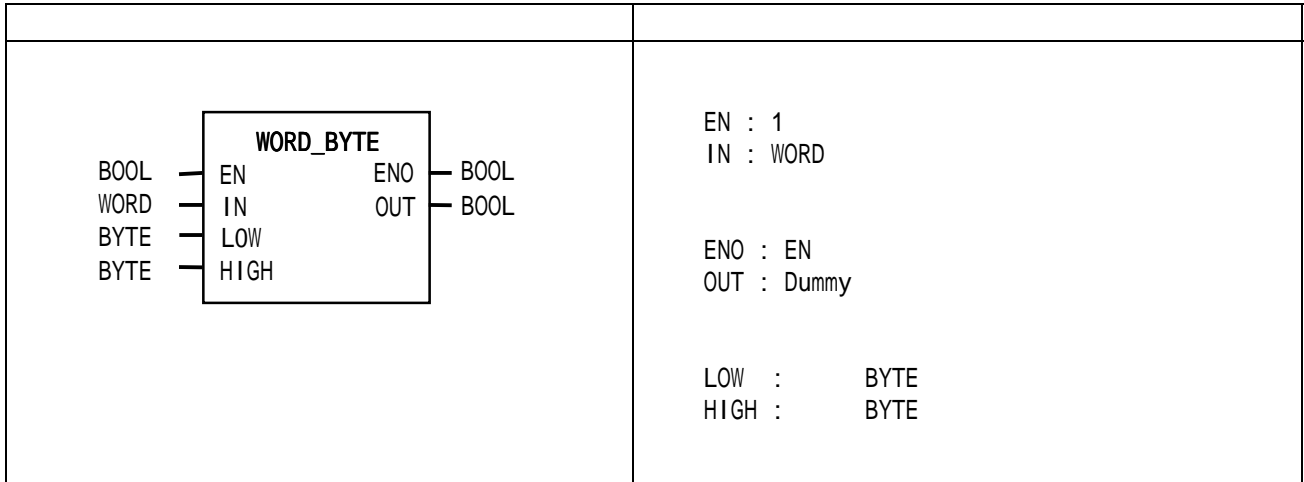 WORD_BYTE
BOOL EN ENO BOOL
WORD IN OUT BOOL
BYTE LOW
BYTE HIGH
EN : 1
IN : WORD
ENO : EN
OUT : Dummy
LOW : BYTE
HIGH : BYTE